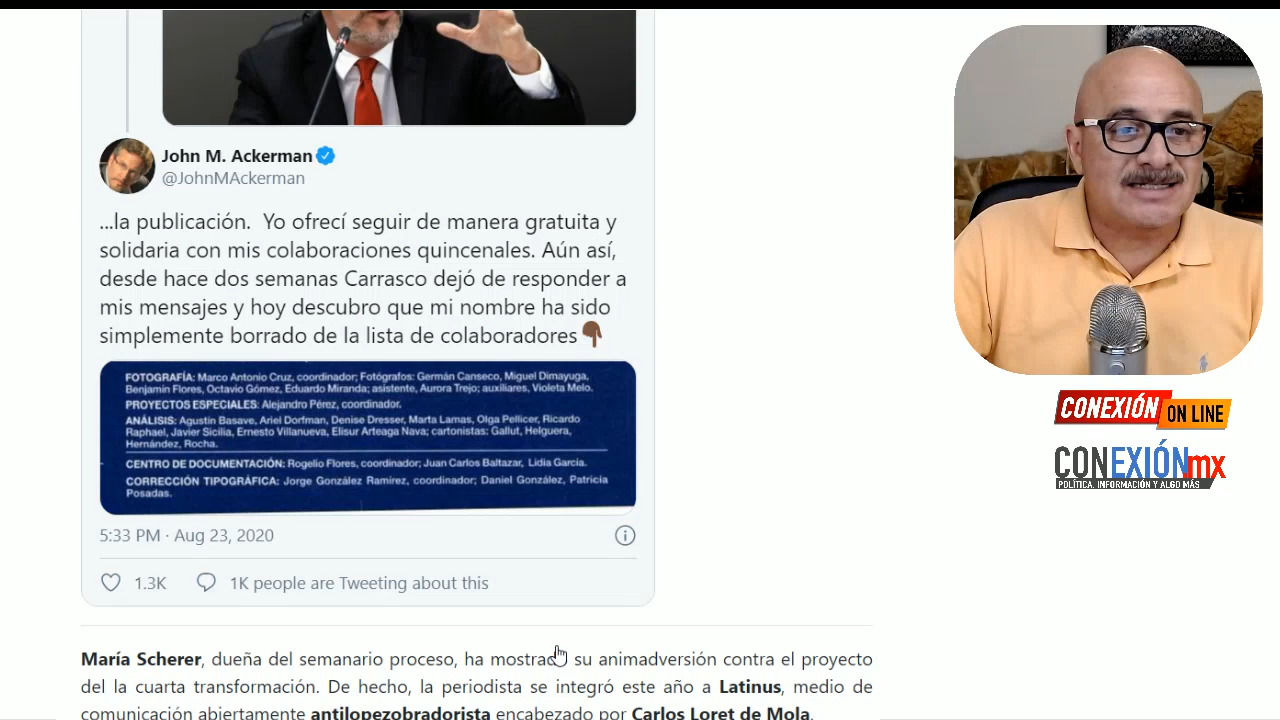 John M. Ackerman
@JohnMAckerman
...la publicación. Yo ofrecí seguir de manera gratuita y
solidaria con mis colaboraciones quincenales. Aún así,
desde hace dos semanas Carrasco dejó de responder a
mis mensajes y hoy descubro que mi nombre ha sido
simplemente borrado de la lista de colaboradores
FOTOGRAFÍA: Marco Antonio Cruz, coordinador; Fotógrafos: Germán Canseco, Miguel Dimayuga,
Benjamin Flores, Octavio Gómez, Eduardo Miranda; asistente, Aurora Trejo; auxiliares, Violeta Melo.
PROYECTOS ESPECIALES: Alejandro Pérez, coordinador.
ANÁLISIS: Agustín Basave, Ariel Dorfman, Denise Dresser, Marta Lamas, Olga Pellicer, Ricardo
Raphael, Javier Sicilia, Ernesto Villanueva, Elisur Arteaga Nava; cartonistas: Gallut, Helguera,
Hernández, Rocha.
CENTRO DE DOCUMENTACIÓN: Rogelio Flores, coordinador; Juan Carlos Baltazar, Lidia García.
CORRECCIÓN TIPOGRÁFICA: Jorge González Ramírez, coordinador; Daniel González, Patricia
Posadas.
5:33 PM · Aug 23, 2020
1.3K 1K people are Tweeting about this
María Scherer, dueña del semanario proceso, ha mostrado su animadversión contra el proyecto
del la cuarta transformación. De hecho, la periodista se integró este año a Latinus, medio de
comunicación abiertamente antilopezobradorista encabezado por Carlos Loret de Mola.
CONEXIÓN ON LINE
CONEXIÓNmx
POLÍTICA, INFORMACIÓN Y ALGO MÁS